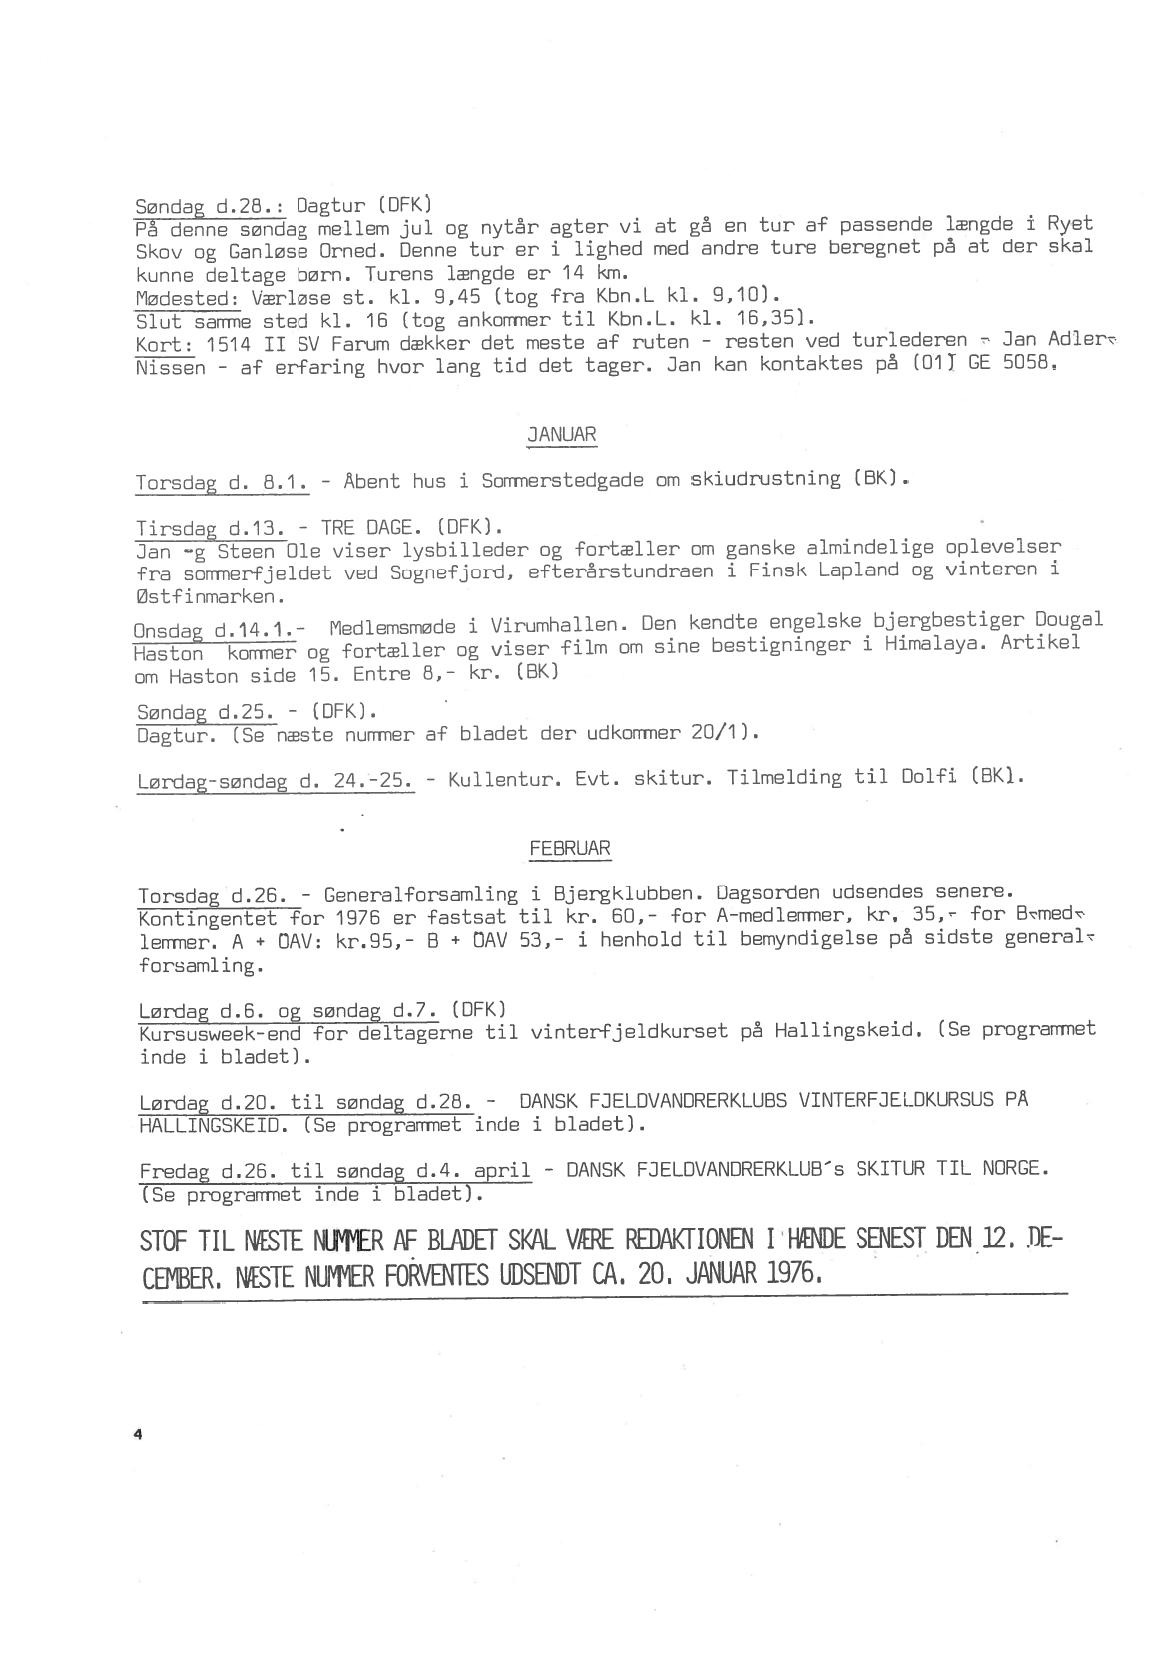 Søndag d.28.: Dagtur (DFK)
På denne søndag mellem jul og nytår agter vi at gå en tur af passende længde i Ryet
Skov og Ganløse Orned. Denne tur er i lighed med andre ture beregnet på at der skal
kunne deltage børn. Turens længde er 14 km.
Mødested: Værløse st. kl. 9,45 (tog fra Kbn.L kl. 9,10).
Slut samme sted kl. 16 (tog ankommer til Kbn.L. kl. 16,35).
Kort: 1514 II SV Farum dækker det meste af ruten - resten ved turlederen - Jan Adler-
Nissen - af erfaring hvor lang tid det tager. Jan kan kontaktes på (01) GE 5058.
JANUAR
Torsdag d. 8.1. - Åbent hus i Sommerstedgade om skiudrustning (BK).
Tirsdag d.13. - TRE DAGE. (DFK).
Jan -g Steen Ole viser lysbilleder og fortæller om ganske almindelige oplevelser
fra sommerfjeldet ved Sognefjord, efterårstundraen i Finsk Lapland og vinteren i
Østfinmarken.
Onsdag d.14.1.- Medlemsmøde i Virumhallen. Den kendte engelske bjergbestiger Dougal
Haston kommer og fortæller og viser film om sine bestigninger i Himalaya. Artikel
om Haston side 15. Entre 8,- kr. (BK)
Søndag d.25. - (DFK).
Dagtur. (Se næste nummer af bladet der udkommer 20/1).
Lørdag-søndag d. 24.-25. - Kullentur. Evt. skitur. Tilmelding til Dolfi (BK).
FEBRUAR
Torsdag d.26. - Generalforsamling i Bjergklubben. Dagsorden udsendes senere.
Kontingentet for 1976 er fastsat til kr. 60,- for A-medlemmer, kr. 35,- for B-med-
lemmer. A + ÖAV: kr.95,- B + ÖAV 53,- i henhold til bemyndigelse på sidste general-
forsamling.
Lørdag d.6. og søndag d.7. (DFK)
Kursusweek-end for deltagerne til vinterfjeldkurset på Hallingskeid. (Se programmet
inde i bladet).
Lørdag d.20. til søndag d.28. - DANSK FJELDVANDRERKLUBS VINTERFJELDKURSUS PÅ
HALLINGSKEID. (Se programmet inde i bladet).
Fredag d.26. til søndag d.4. april - DANSK FJELDVANDRERKLUB's SKITUR TIL NORGE.
(Se programmet inde i bladet).
STOF TIL NÆSTE NUMMER AF BLADET SKAL VÆRE REDAKTIONEN I HÆNDE SENEST DEN 12. DE-
CEMBER. NÆSTE NUMMER FORVENTES UDSENDT CA. 20. JANUAR 1976.
4